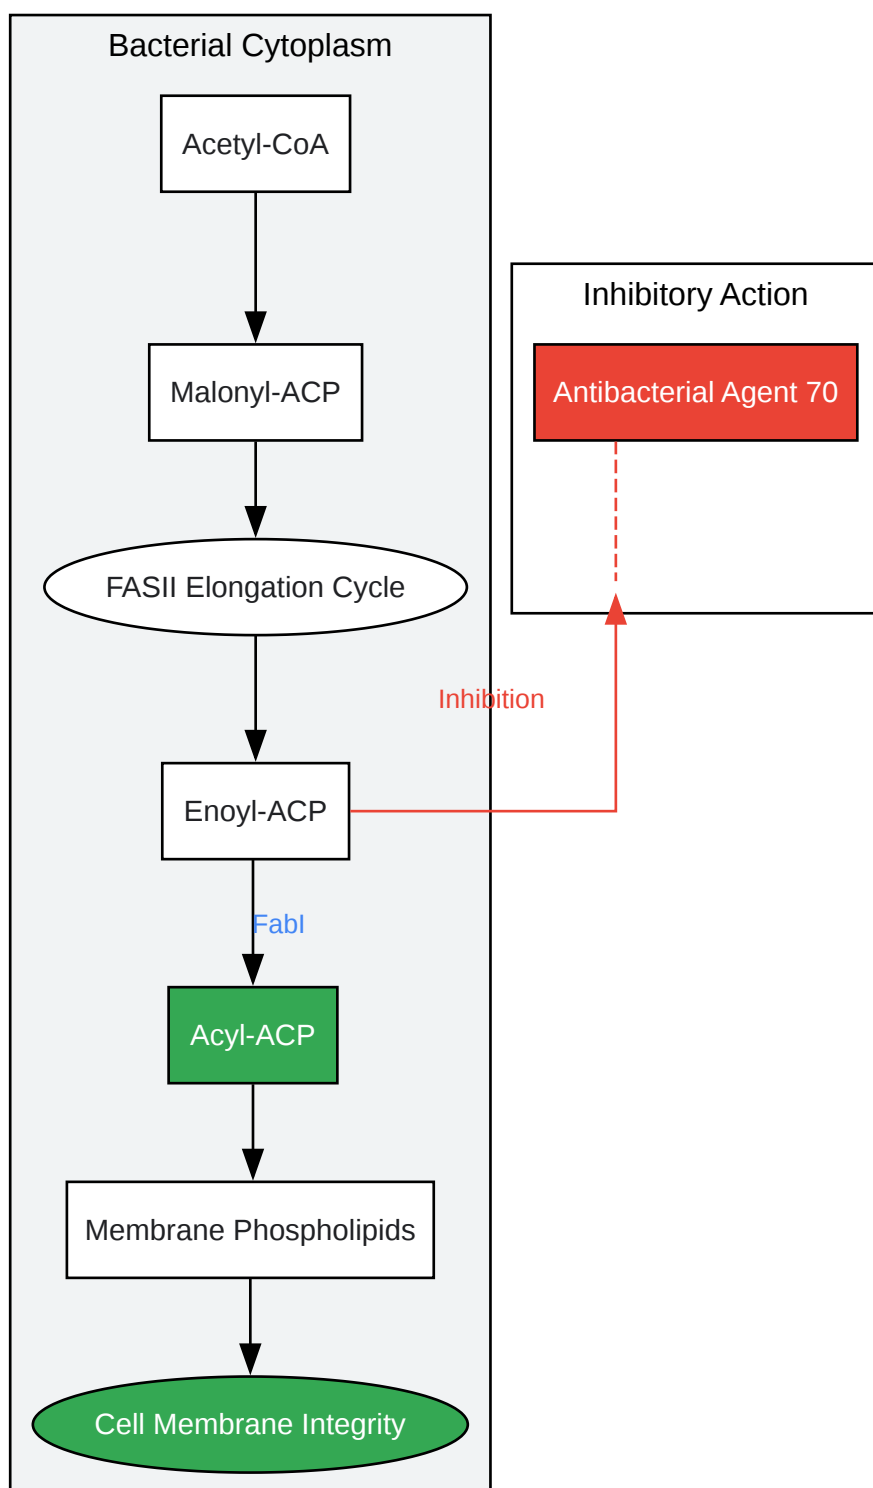 Bacterial Cytoplasm
Acetyl-CoA
Inhibitory Action
Malonyl-ACP
Antibacterial Agent 70
FASII Elongation Cycle
Inhibition
Enoyl-ACP
FabI
Acyl-ACP
Membrane Phospholipids
Cell Membrane Integrity